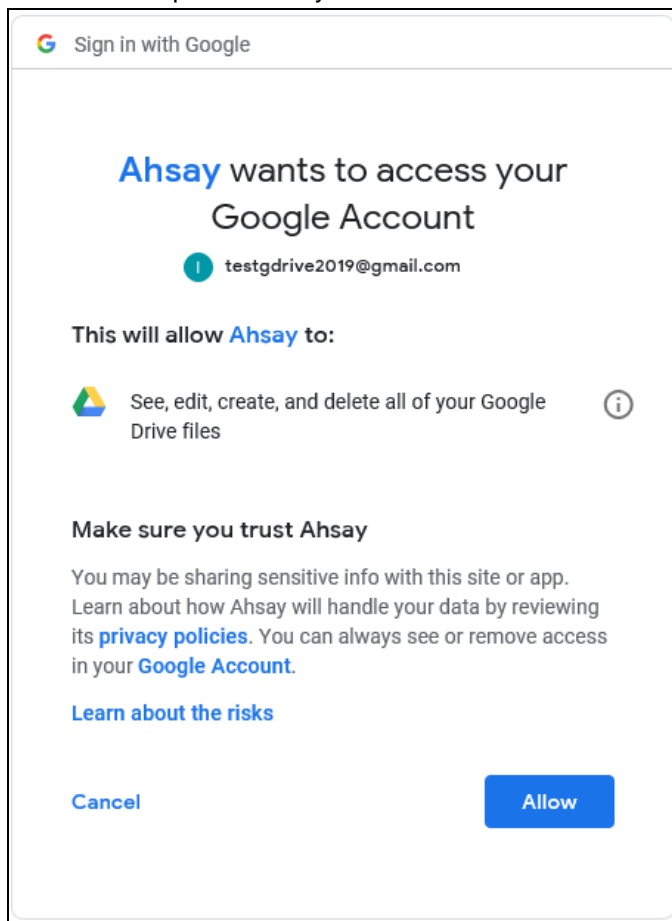 Sign in with Google
Ahsay wants to access your
Google Account
I testgdrive2019@gmail.com
This will allow Ahsay to:
See, edit, create, and delete all of your Google
Drive files
Make sure you trust Ahsay
You may be sharing sensitive info with this site or app.
Learn about how Ahsay will handle your data by reviewing
its privacy policies. You can always see or remove access
in your Google Account.
Learn about the risks
Cancel
Allow